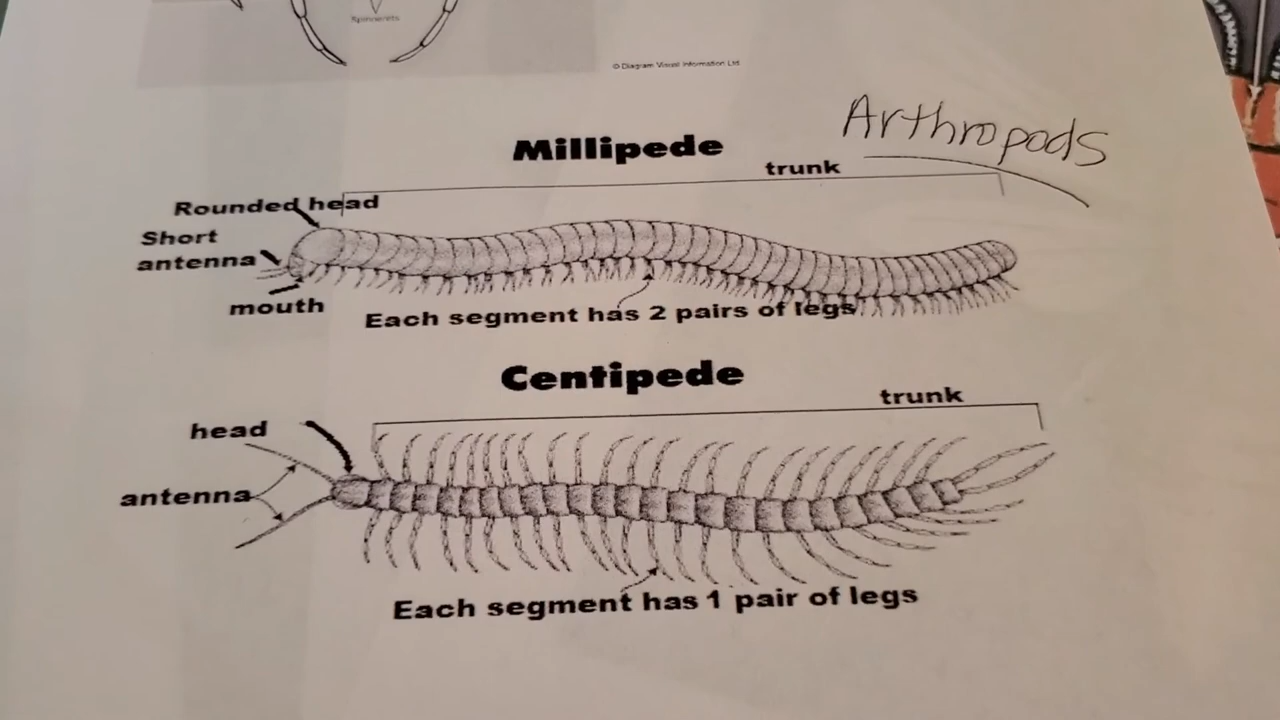 Spinnerets
© Diagram Visual Information Ltd.
Arthropods
Millipede
trunk
Rounded head
Short
antenna
mouth
Each segment has 2 pairs of legs
Centipede
trunk
head
antenna
Each segment has 1 pair of legs